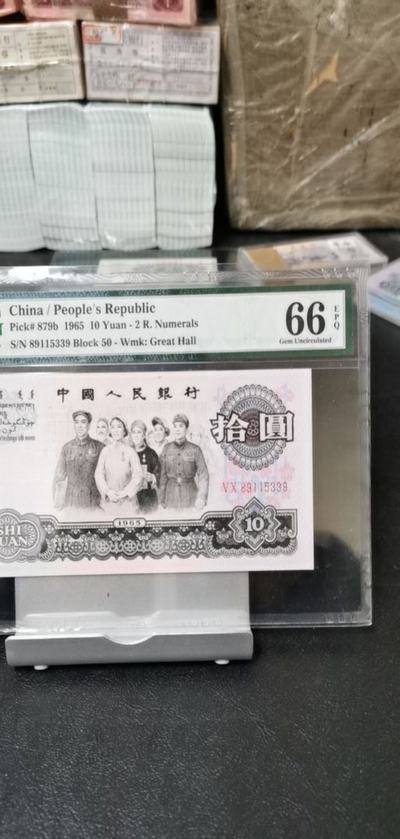 China / People's Republic
Pick# 879b 1965 10 Yuan - 2 R. Numerals
S/N 89115339 Block 50 - Wmk: Great Hall
66
EPQ
Gem Uncirculated
中國人民銀行
拾圓
VX 89115339
1965
10
SHI
UAN